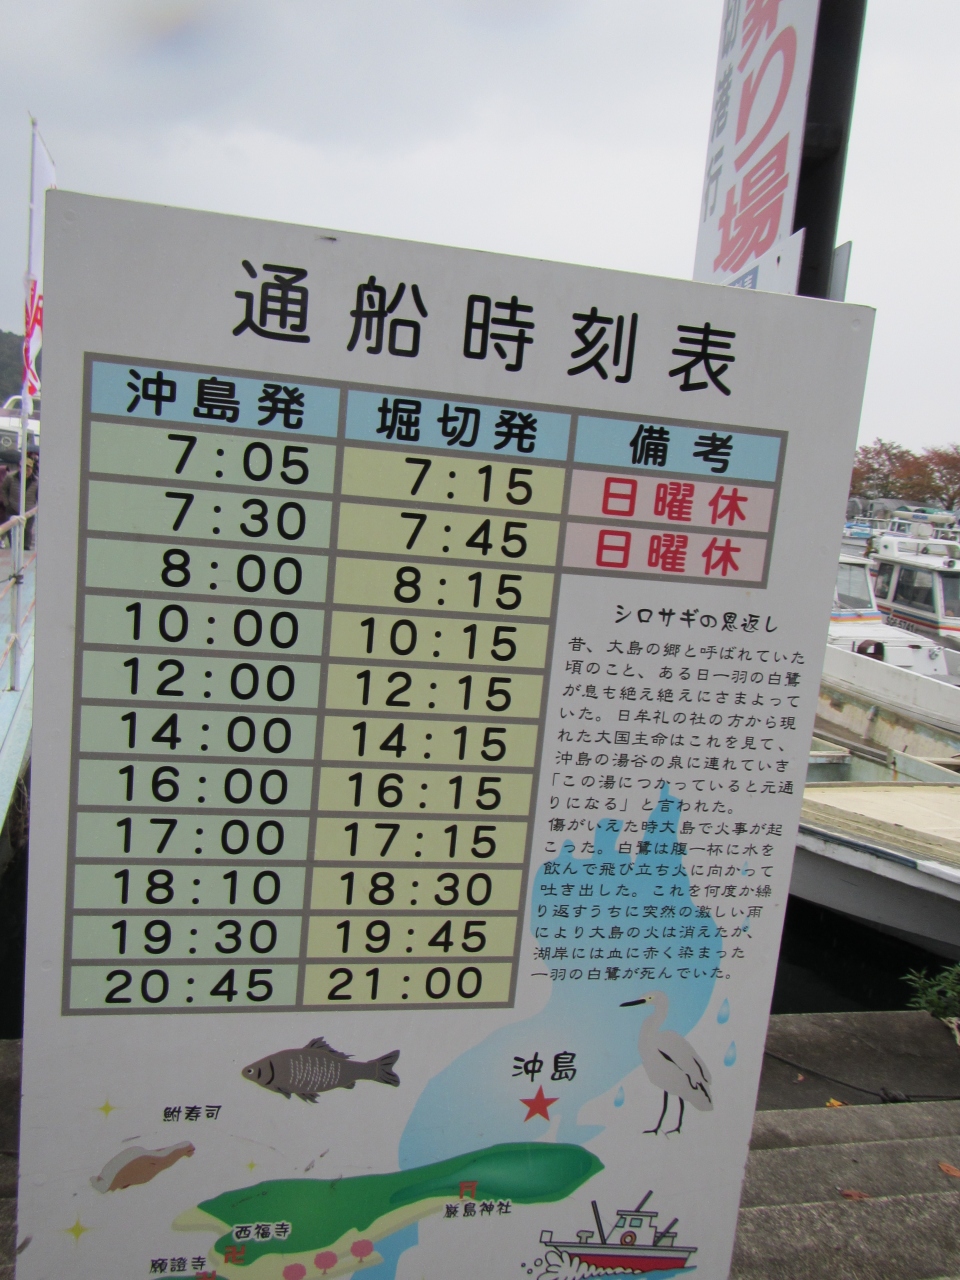 乗り場
切港行
通船時刻表
沖島発 堀切発 備考
7:05 7:15 日曜休
7:30 7:45 日曜休
8:00 8:15
10:00 10:15
12:00 12:15
14:00 14:15
16:00 16:15
17:00 17:15
18:10 18:30
19:30 19:45
20:45 21:00
シロサギの恩返し
昔、大島の郷と呼ばれていた
頃のこと、ある日一羽の白鷺
が息も絶え絶えにさまよって
いた。日牟礼の社の方から現
れた大国主命はこれを見て、
沖島の湯谷の泉に連れていき
「この湯につかっていると元通
りになる」と言われた。
傷がいえた時大島で火事が起
こった。白鷺は腹一杯に水を
飲んで飛び立ち火に向かって
吐き出した。これを何度か繰
り返すうちに突然の激しい雨
により大島の火は消えたが、
湖岸には血に赤く染まった
一羽の白鷺が死んでいた。
沖島
鮒寿司
厳島神社
西福寺
願證寺